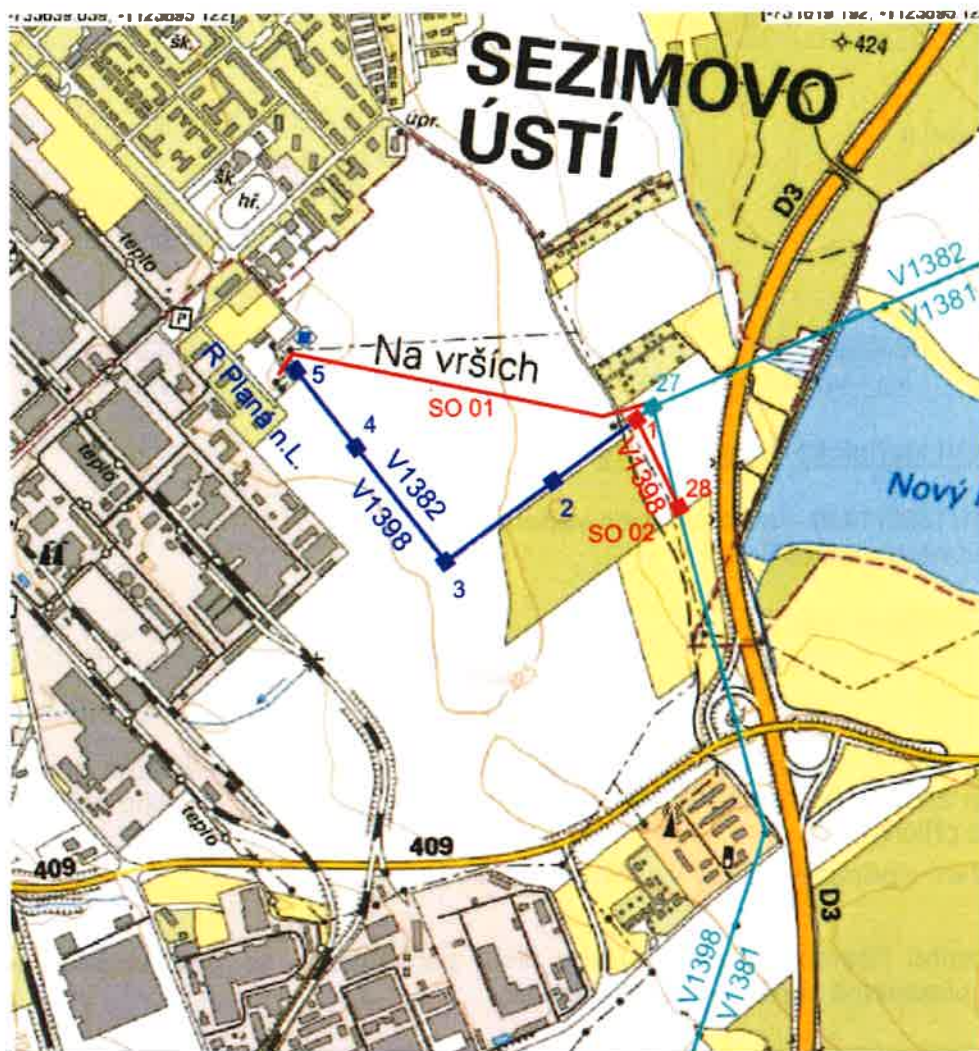 SEZIMOVO
ÚSTÍ
424
šk.
úpr.
šk.
hř.
D3
teplo
V1382
V1381
P
R Planá n.L.
5
Na vrších
SO 01
27
1
4
V1382
V1398
V1398
28
SO 02
2
3
Nový
teplo
teplo
409
409
D3
V1398
V1381